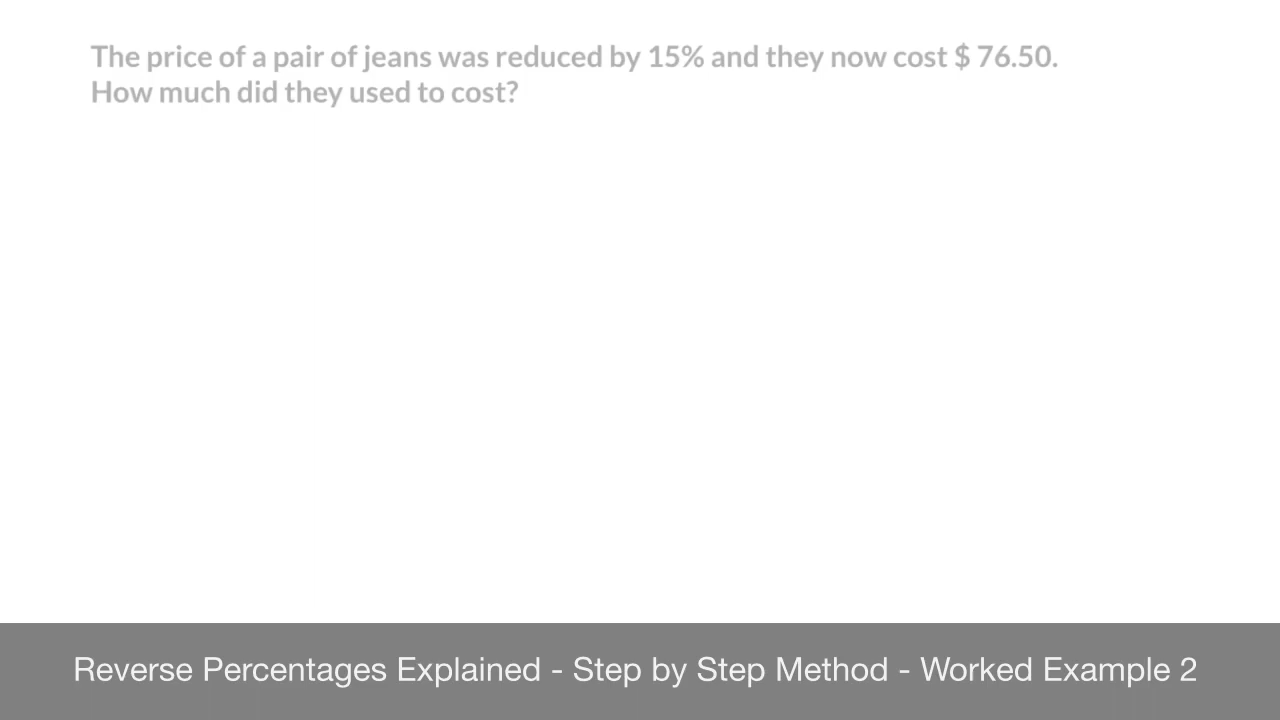 The price of a pair of jeans was reduced by 15% and they now cost $ 76.50.
How much did they used to cost?
Reverse Percentages Explained - Step by Step Method - Worked Example 2